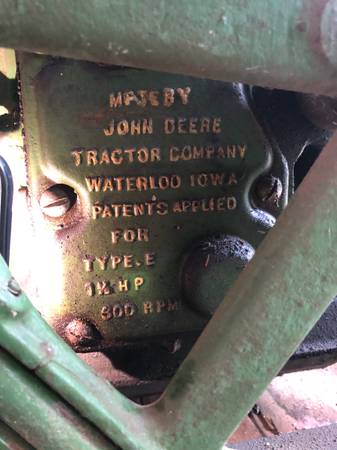 MADE BY
JOHN DEERE
TRACTOR COMPANY
WATERLOO IOWA
PATENTS APPLIED
FOR
TYPE.E
1½ HP
600 RPM